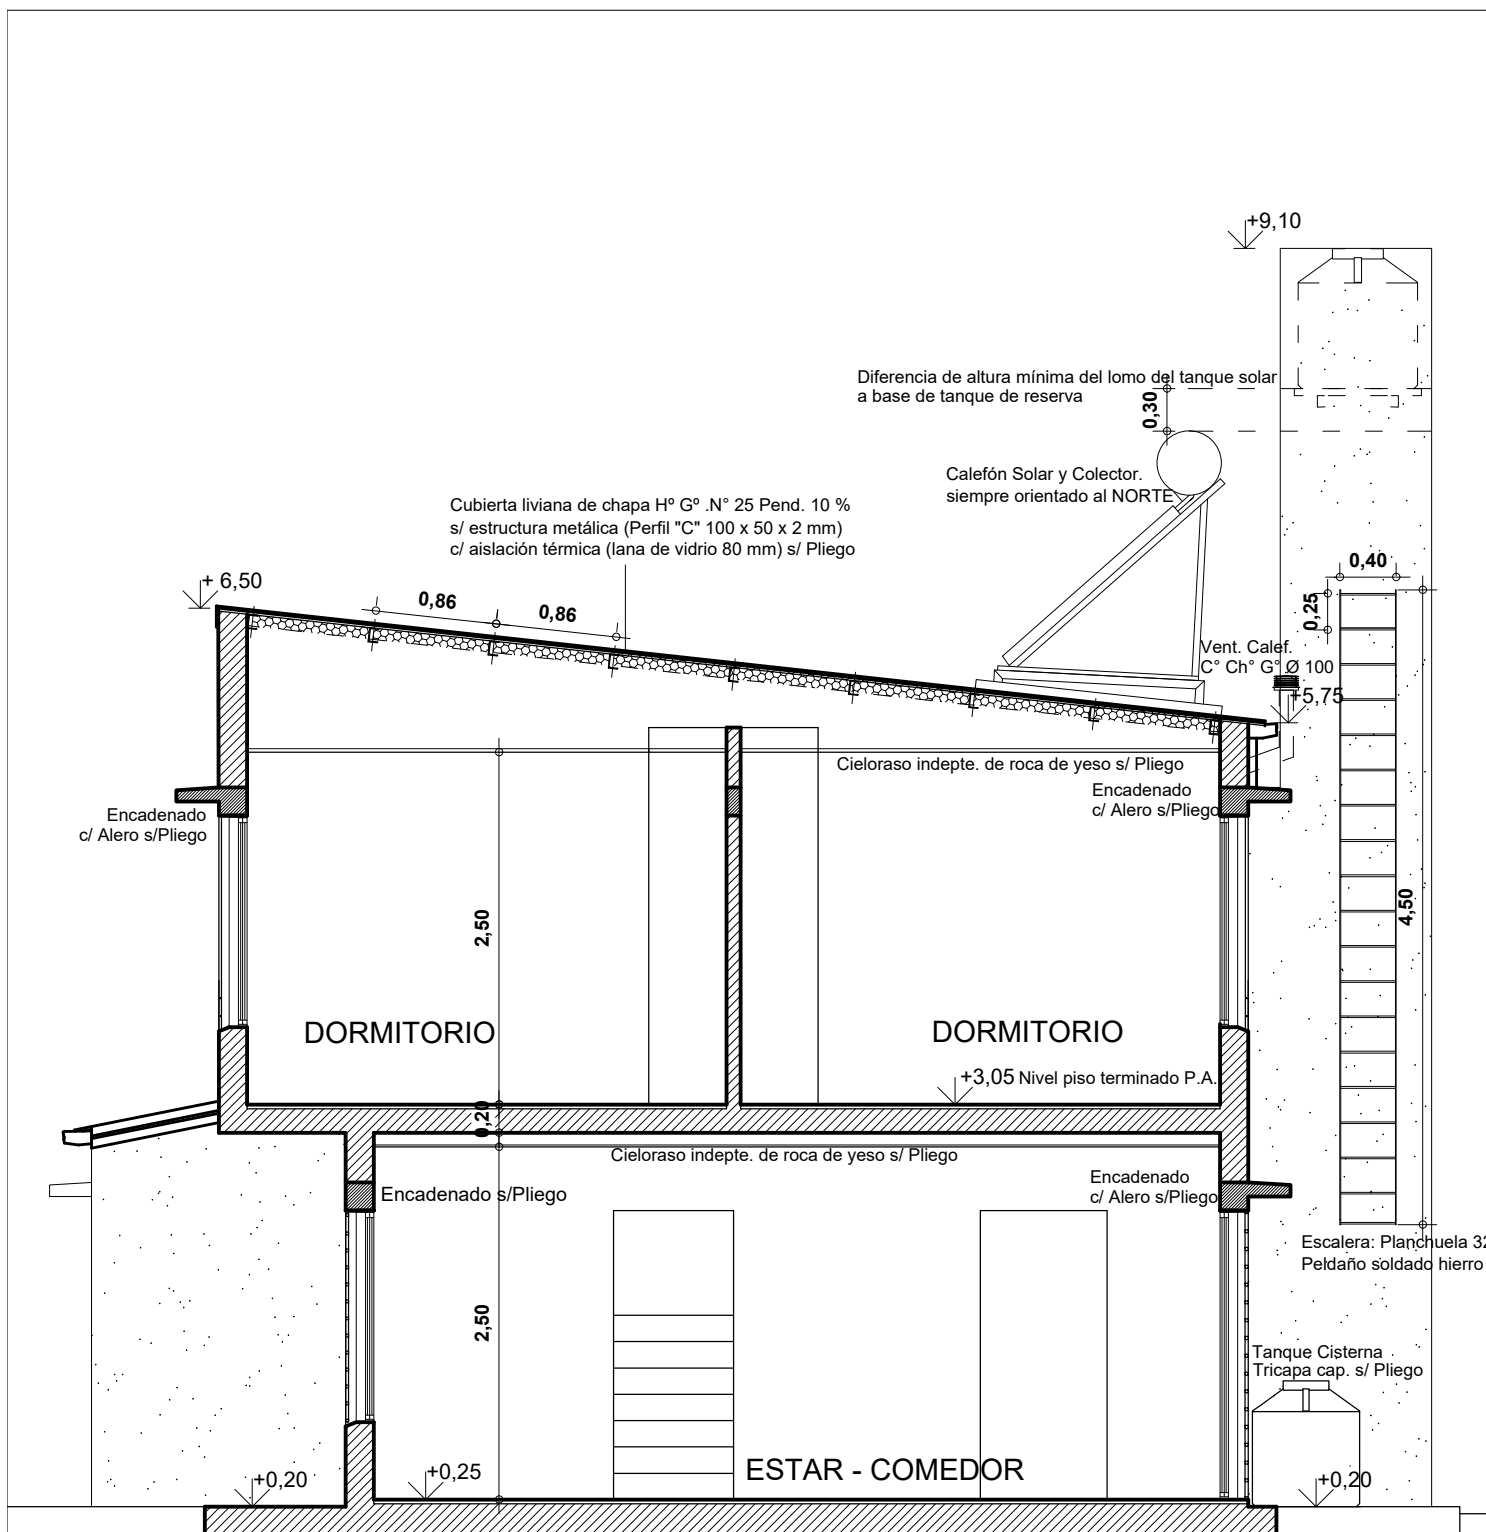 +9,10
Diferencia de altura mínima del lomo del tanque solar
a base de tanque de reserva
0,30
Calefón Solar y Colector.
siempre orientado al NORTE
Cubierta liviana de chapa Hº Gº .N° 25 Pend. 10 %
s/ estructura metálica (Perfil "C" 100 x 50 x 2 mm)
c/ aislación térmica (lana de vidrio 80 mm) s/ Pliego
0,40
+ 6,50
0,86
0,86
0,25
Vent. Calef.
C° Ch° G° Ø 100
+5,75
Cieloraso indepte. de roca de yeso s/ Pliego
Encadenado
c/ Alero s/Pliego
Encadenado
c/ Alero s/Pliego
2,50
4,50
DORMITORIO
DORMITORIO
+3,05 Nivel piso terminado P.A.
0,20
Cieloraso indepte. de roca de yeso s/ Pliego
Encadenado s/Pliego
Encadenado
c/ Alero s/Pliego
Escalera: Planchuela 32
Peldaño soldado hierro
2,50
Tanque Cisterna
Tricapa cap. s/ Pliego
ESTAR - COMEDOR
+0,20
+0,25
+0,20